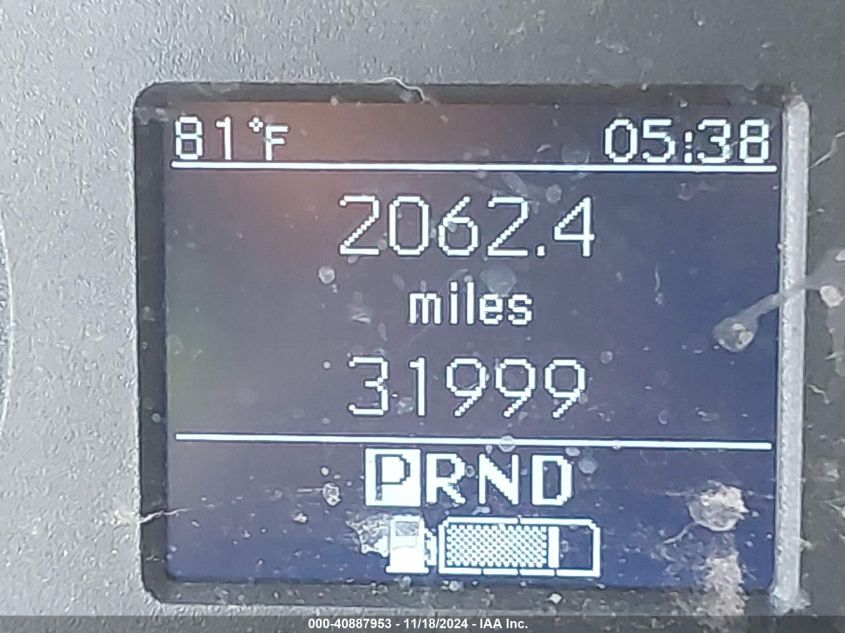 81°F 05:38
2062.4
miles
31999
PRND
000-40887953 - 11/18/2024 - IAA Inc.